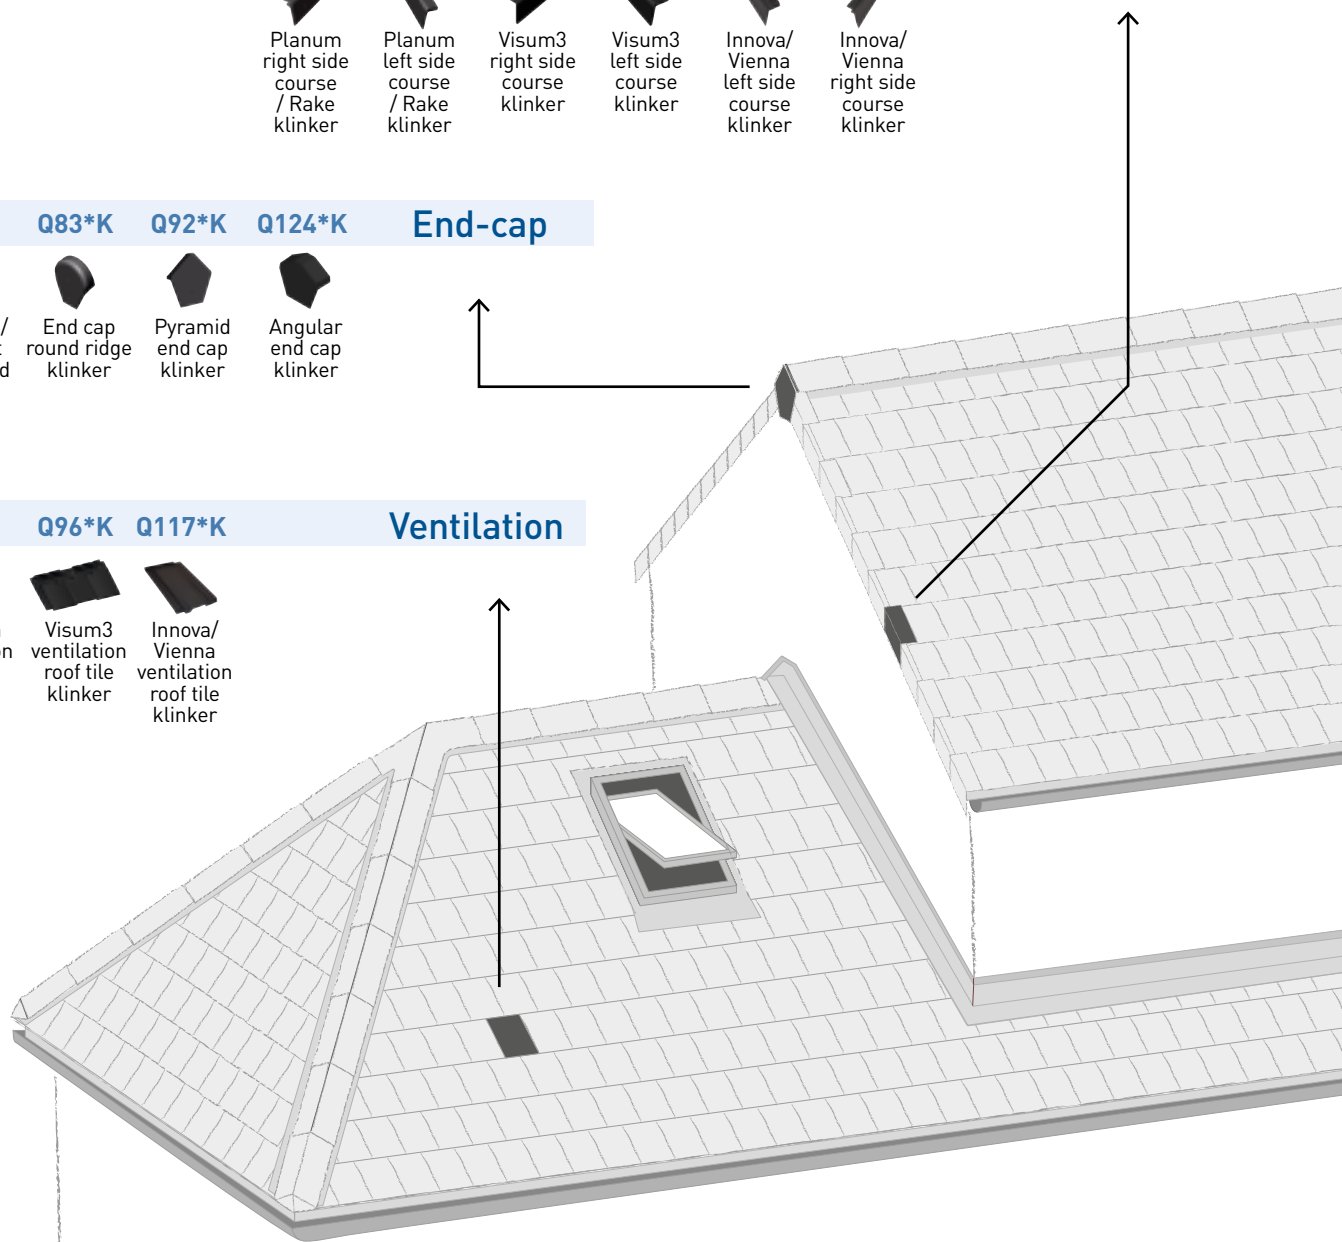 Planum
right side
course
/ Rake
klinker
Planum
left side
course
/ Rake
klinker
Visum3
right side
course
klinker
Visum3
left side
course
klinker
Innova/
Vienna
left side
course
klinker
Innova/
Vienna
right side
course
klinker
Q83*K Q92*K Q124*K End-cap
End cap
round ridge
klinker
Pyramid
end cap
klinker
Angular
end cap
klinker
Q96*K Q117*K Ventilation
Visum3
ventilation
roof tile
klinker
Innova/
Vienna
ventilation
roof tile
klinker